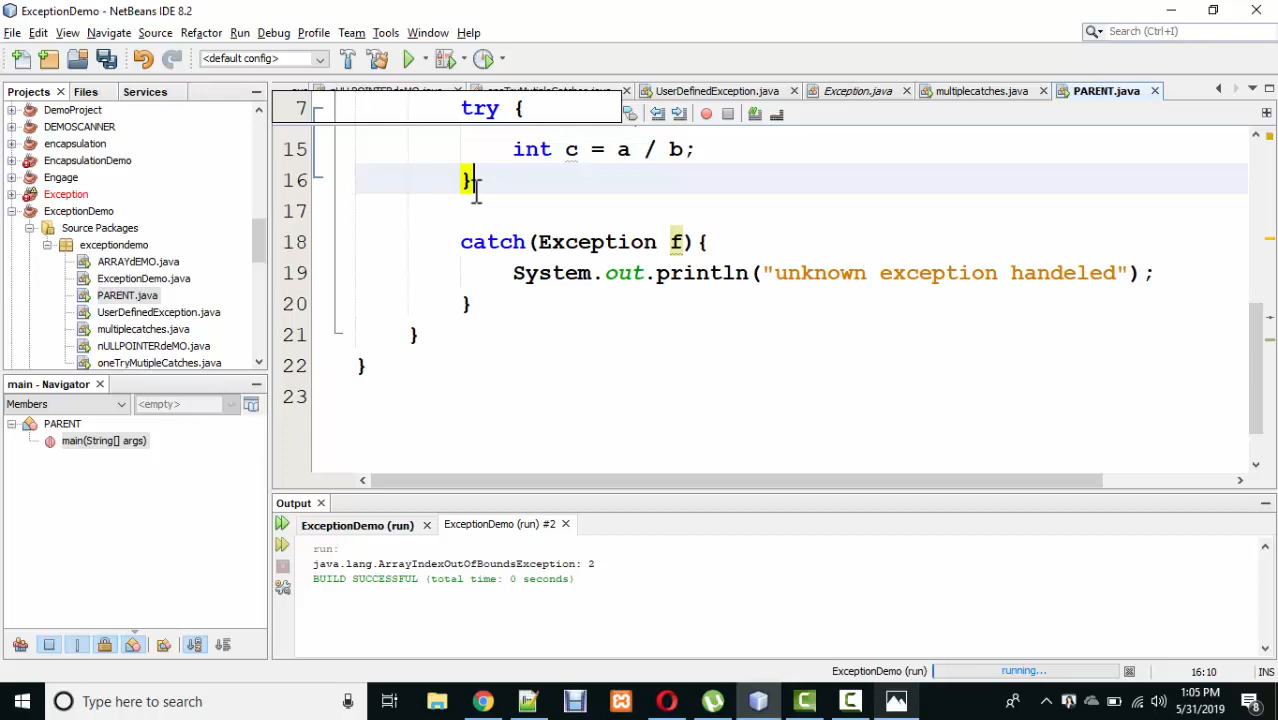 ExceptionDemo - NetBeans IDE 8.2
File Edit View Navigate Source Refactor Run Debug Profile Team Tools Window Help
Search (Ctrl+I)
<default config>
Projects Files Services
UserDefinedException.java Exception.java multiplecatches.java PARENT.java
DemoProject
DEMOSCANNER
encapsulation
EncapsulationDemo
Engage
Exception
ExceptionDemo
Source Packages
exceptiondemo
ARRAYdEMO.java
ExceptionDemo.java
PARENT.java
UserDefinedException.java
multiplecatches.java
nULLPOINTERdeMO.java
oneTryMutipleCatches.java
7 try {
15 int c = a / b;
16 }
17
18 catch(Exception f){
19 System.out.println("unknown exception handeled");
20 }
21 }
22 }
23
main - Navigator
Members <empty>
PARENT
main(String[] args)
Output
ExceptionDemo (run) ExceptionDemo (run) #2
run:
java.lang.ArrayIndexOutOfBoundsException: 2
BUILD SUCCESSFUL (total time: 0 seconds)
ExceptionDemo (run) running... 16:10 INS
Type here to search
1:05 PM
5/31/2019
8